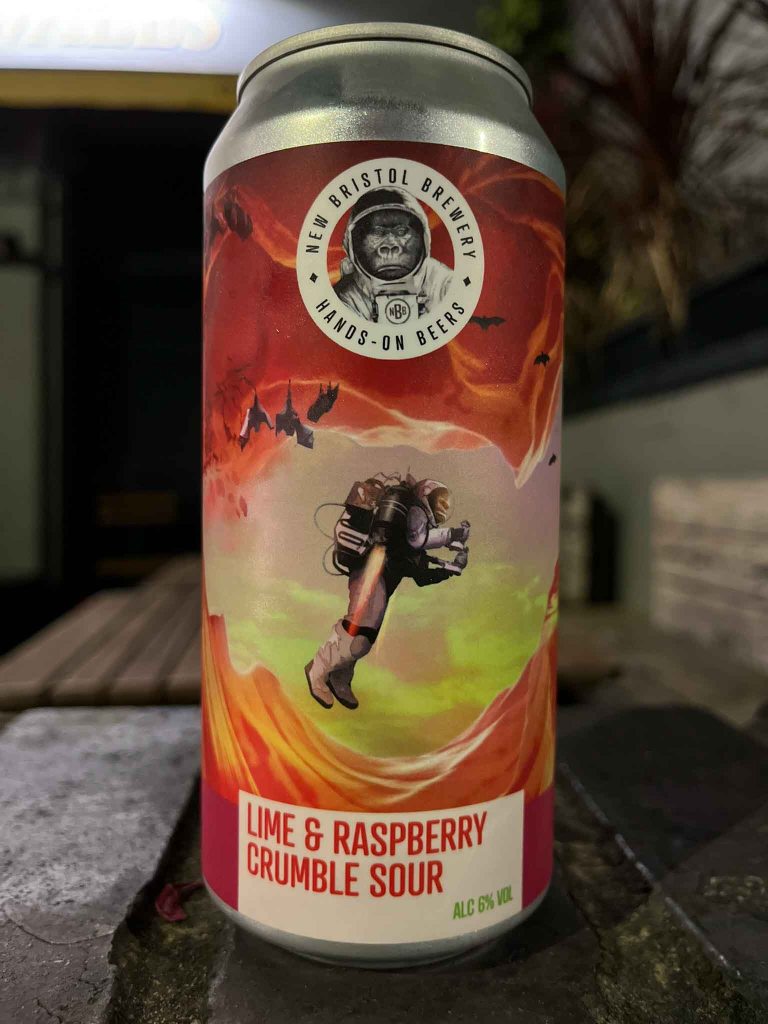 NEW BRISTOL BREWERY
HANDS-ON BEERS
NBB
LIME & RASPBERRY
CRUMBLE SOUR
ALC 6% VOL